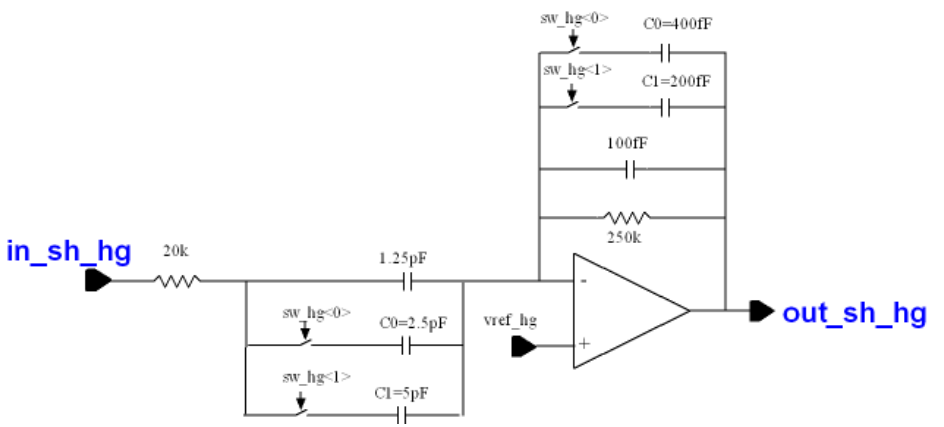 sw_hg<0>
C0=400fF
sw_hg<1>
C1=200fF
100fF
250k
in_sh_hg
20k
1.25pF
-
sw_hg<0>
C0=2.5pF
vref_hg
+
out_sh_hg
sw_hg<1>
C1=5pF